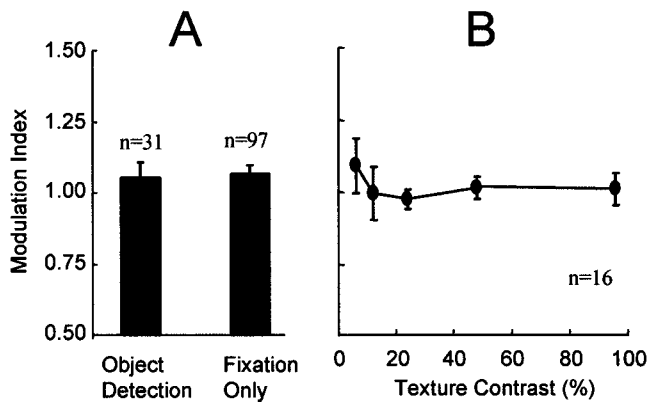 A
B
1.50
1.25
1.00
0.75
0.50
Modulation Index
n=31
n=97
Object
Detection
Fixation
Only
n=16
0 20 40 60 80 100
Texture Contrast (%)